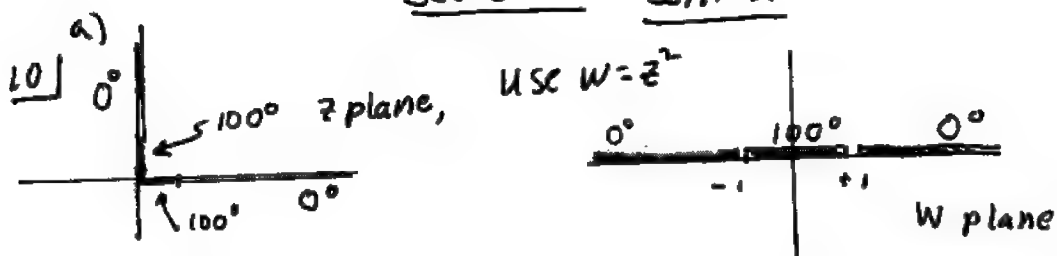 10] a)
0° 100° z plane, Use w=z²
100° 0°
0° 100° 0°
-1 +1
W plane